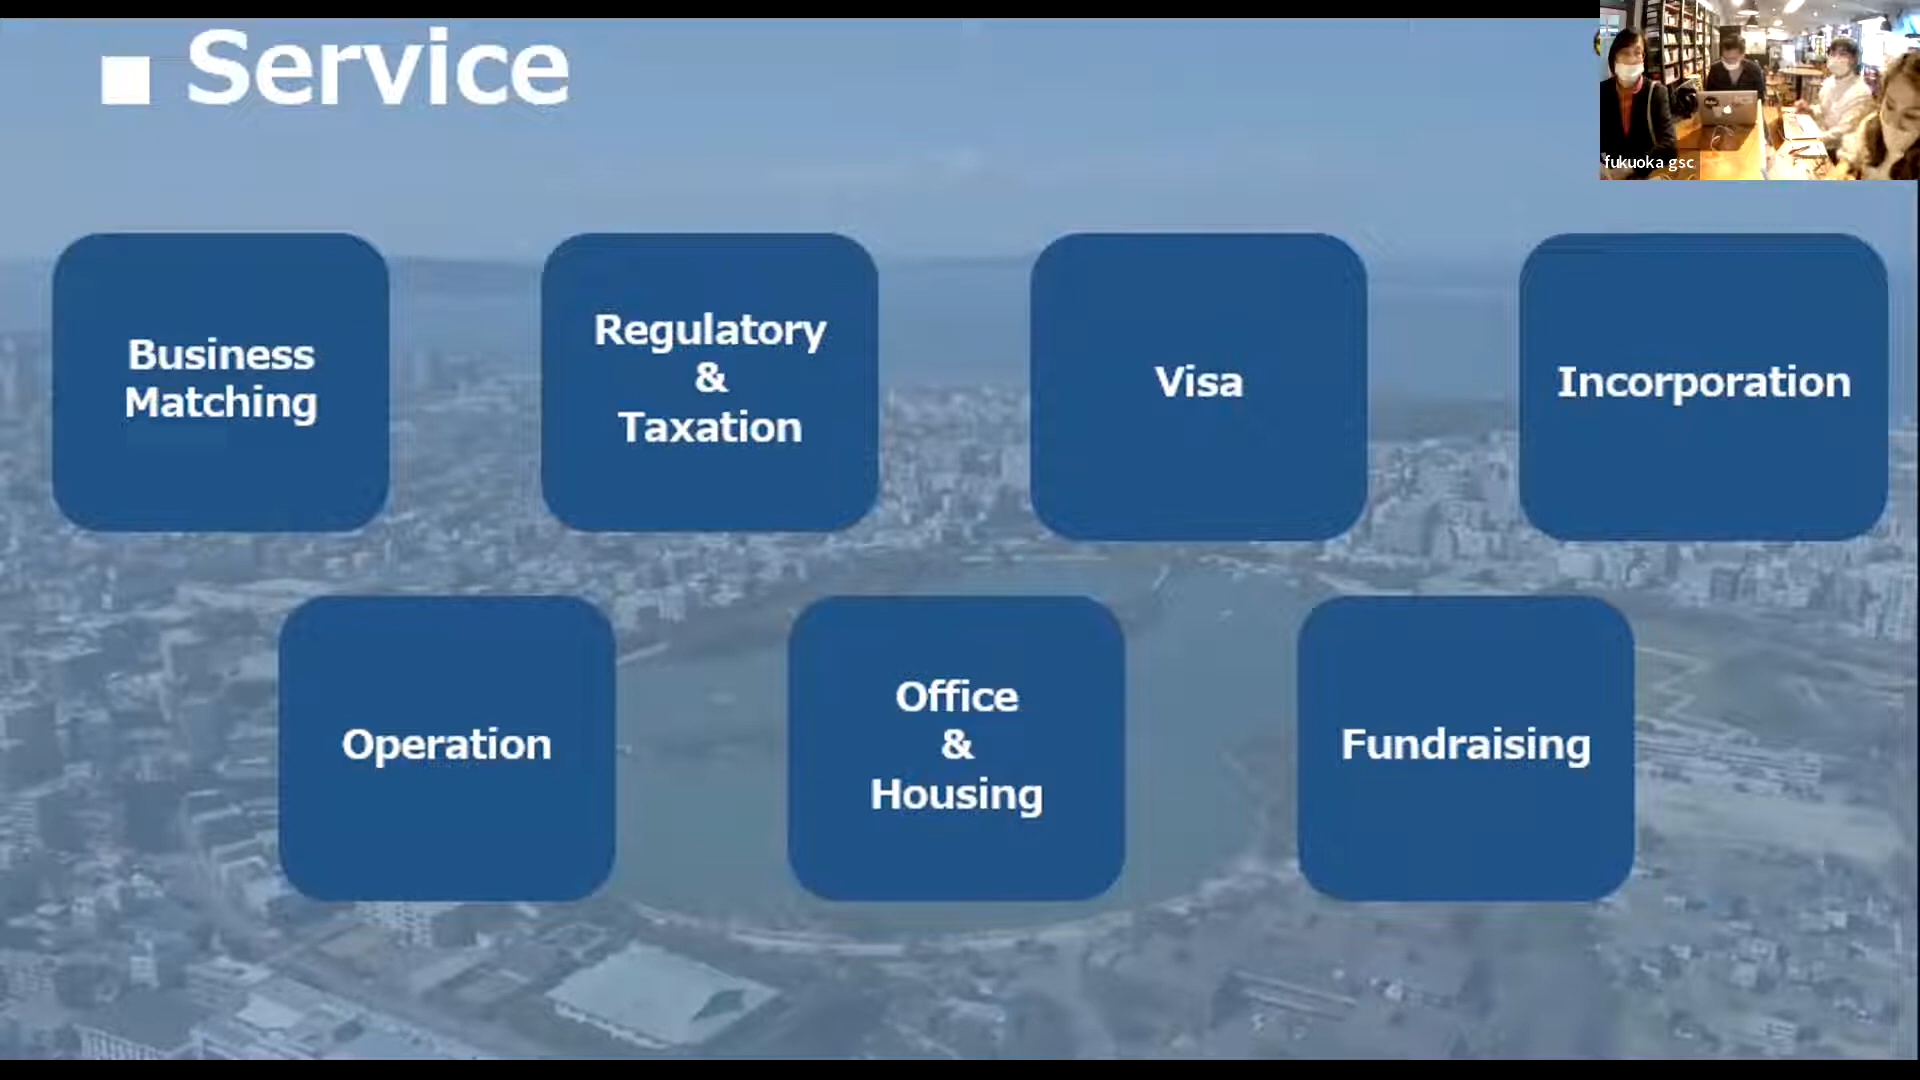 ■ Service
fukuoka gsc
Business
Matching
Regulatory
&
Taxation
Visa
Incorporation
Operation
Office
&
Housing
Fundraising